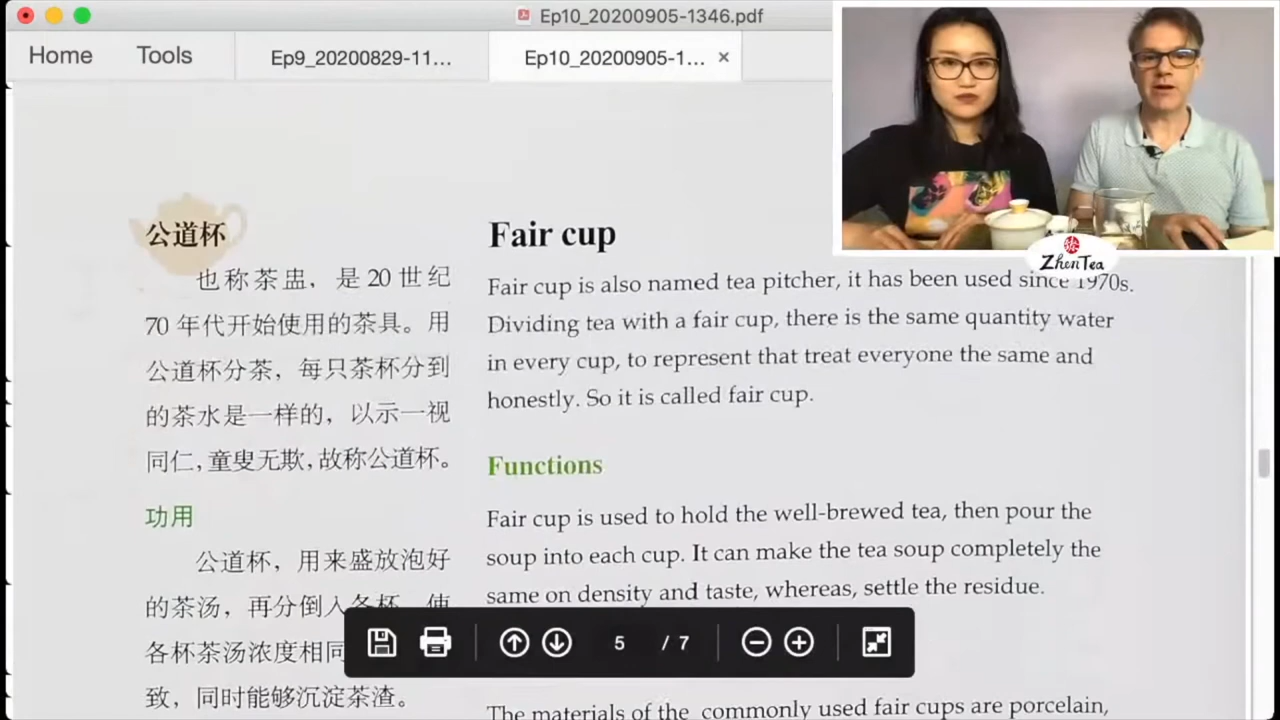 Ep10_20200905-1346.pdf
Home
Tools
Ep9_20200829-11...
Ep10_20200905-1... ×
ZhenTea
公道杯
也称茶盅，是 20 世纪
70 年代开始使用的茶具。用
公道杯分茶，每只茶杯分到
的茶水是一样的，以示一视
同仁，童叟无欺，故称公道杯。
功用
公道杯，用来盛放泡好
的茶汤，再分倒入各杯，使
各杯茶汤浓度相同
致，同时能够沉淀茶渣。
Fair cup
Fair cup is also named tea pitcher, it has been used since 1970s.
Dividing tea with a fair cup, there is the same quantity water
in every cup, to represent that treat everyone the same and
honestly. So it is called fair cup.
Functions
Fair cup is used to hold the well-brewed tea, then pour the
soup into each cup. It can make the tea soup completely the
same on density and taste, whereas, settle the residue.
The materials of the commonly used fair cups are porcelain,
5 / 7